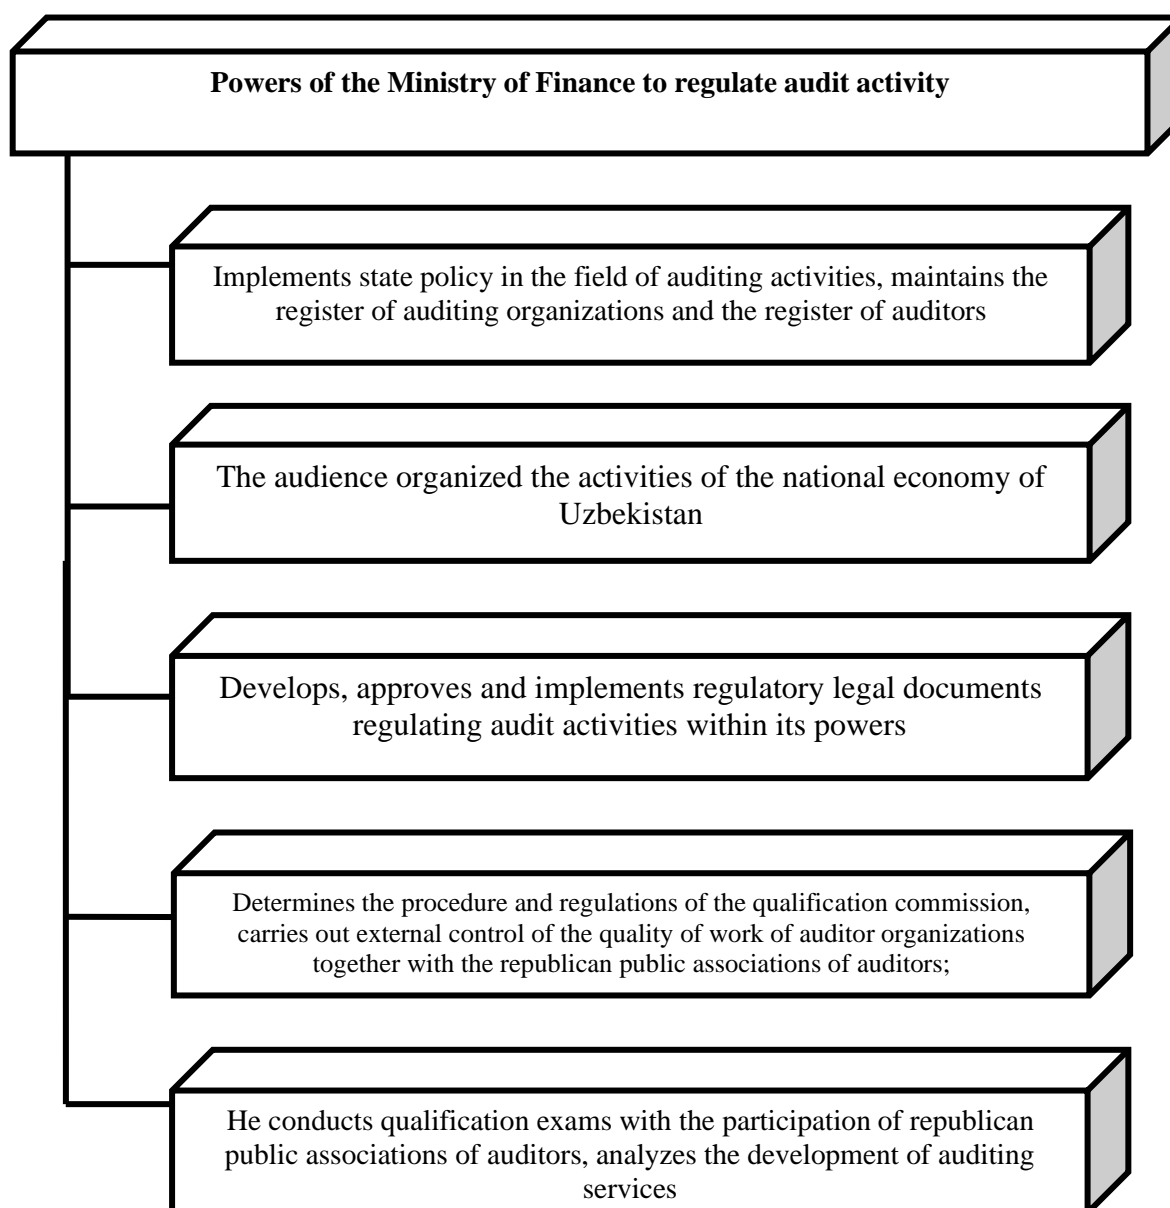 Powers of the Ministry of Finance to regulate audit activity
Implements state policy in the field of auditing activities, maintains the
register of auditing organizations and the register of auditors
The audience organized the activities of the national economy of
Uzbekistan
Develops, approves and implements regulatory legal documents
regulating audit activities within its powers
Determines the procedure and regulations of the qualification commission,
carries out external control of the quality of work of auditor organizations
together with the republican public associations of auditors;
He conducts qualification exams with the participation of republican
public associations of auditors, analyzes the development of auditing
services